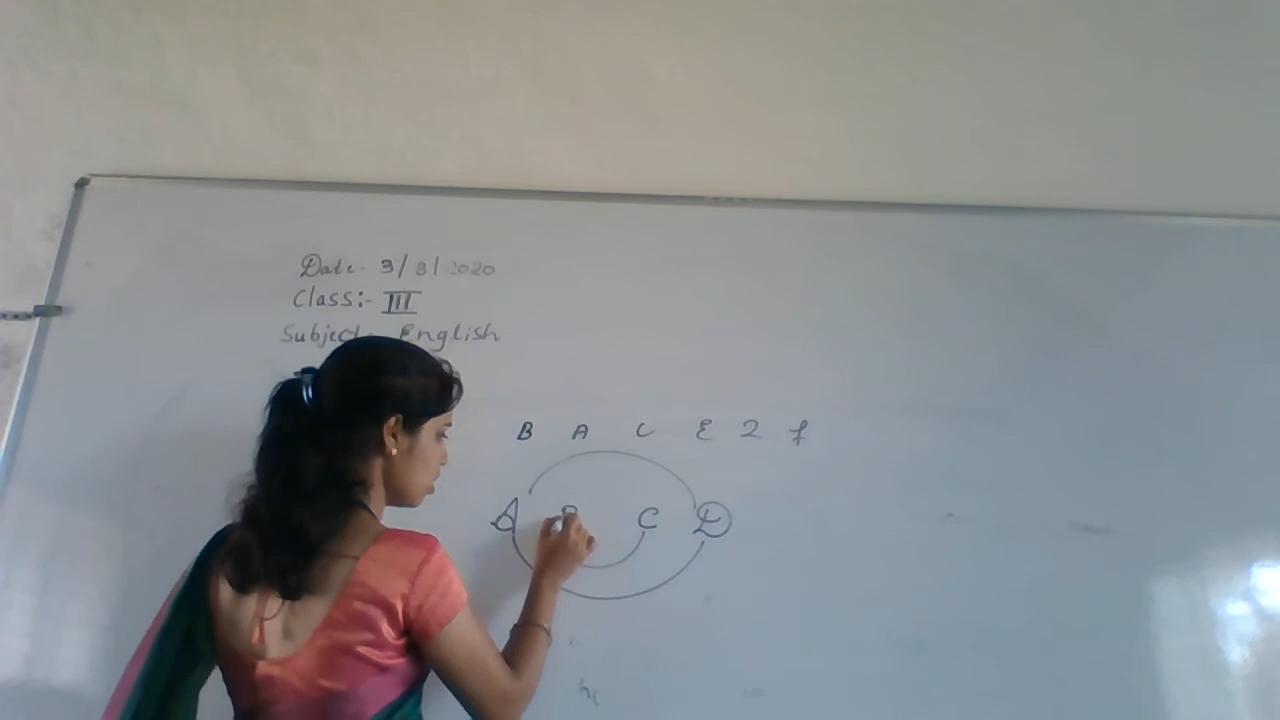 Date:- 3/8/2020
Class:- III
Subject:- English
B A C E 2 f
A B C D